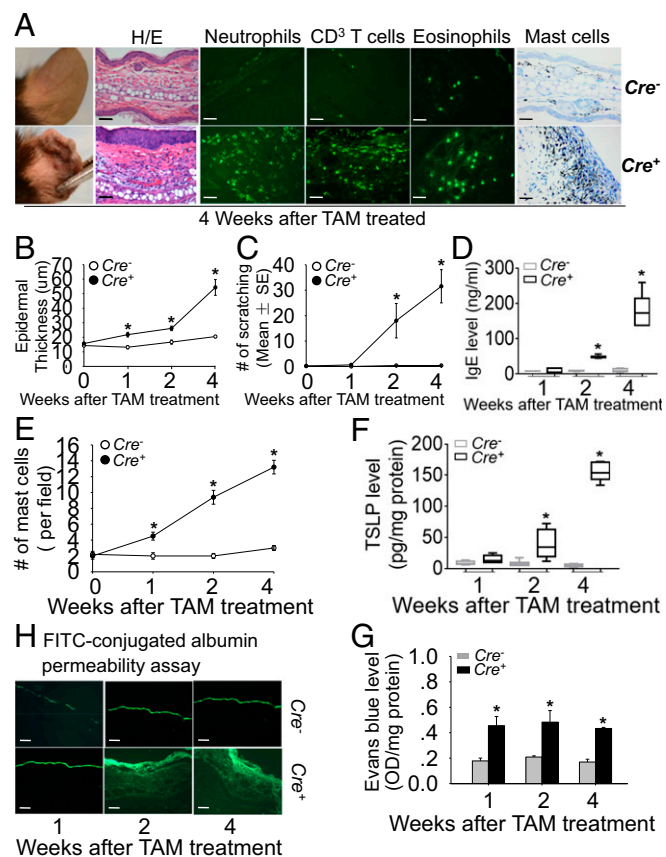 A
H/E Neutrophils CD3 T cells Eosinophils Mast cells
Cre-
Cre+
4 Weeks after TAM treated
B
Cre-
Cre+
Epidermal
Thickness (um)
70
60
50
40
30
20
10
0
*
*
*
0 1 2 4
Weeks after TAM treatment
C
Cre-
Cre+
# of scratching
(Mean ± SE)
40
30
20
10
0
*
*
0 1 2 4
Weeks after TAM treatment
D
Cre-
Cre+
IgE level (ng/ml)
300
200
100
0
*
*
1 2 4
Weeks after TAM treatment
E
Cre-
Cre+
# of mast cells
( per field)
16
14
12
10
8
6
4
2
0
*
*
*
0 1 2 4
Weeks after TAM treatment
F
Cre-
Cre+
TSLP level
(pg/mg protein)
200
150
100
50
0
*
*
1 2 4
Weeks after TAM treatment
H FITC-conjugated albumin
permeability assay
Cre-
Cre+
1 2 4
Weeks after TAM treatment
G
Cre-
Cre+
Evans blue level
(OD/mg protein)
1.0
.8
.6
.4
.2
0
* * *
1 2 4
Weeks after TAM treatment